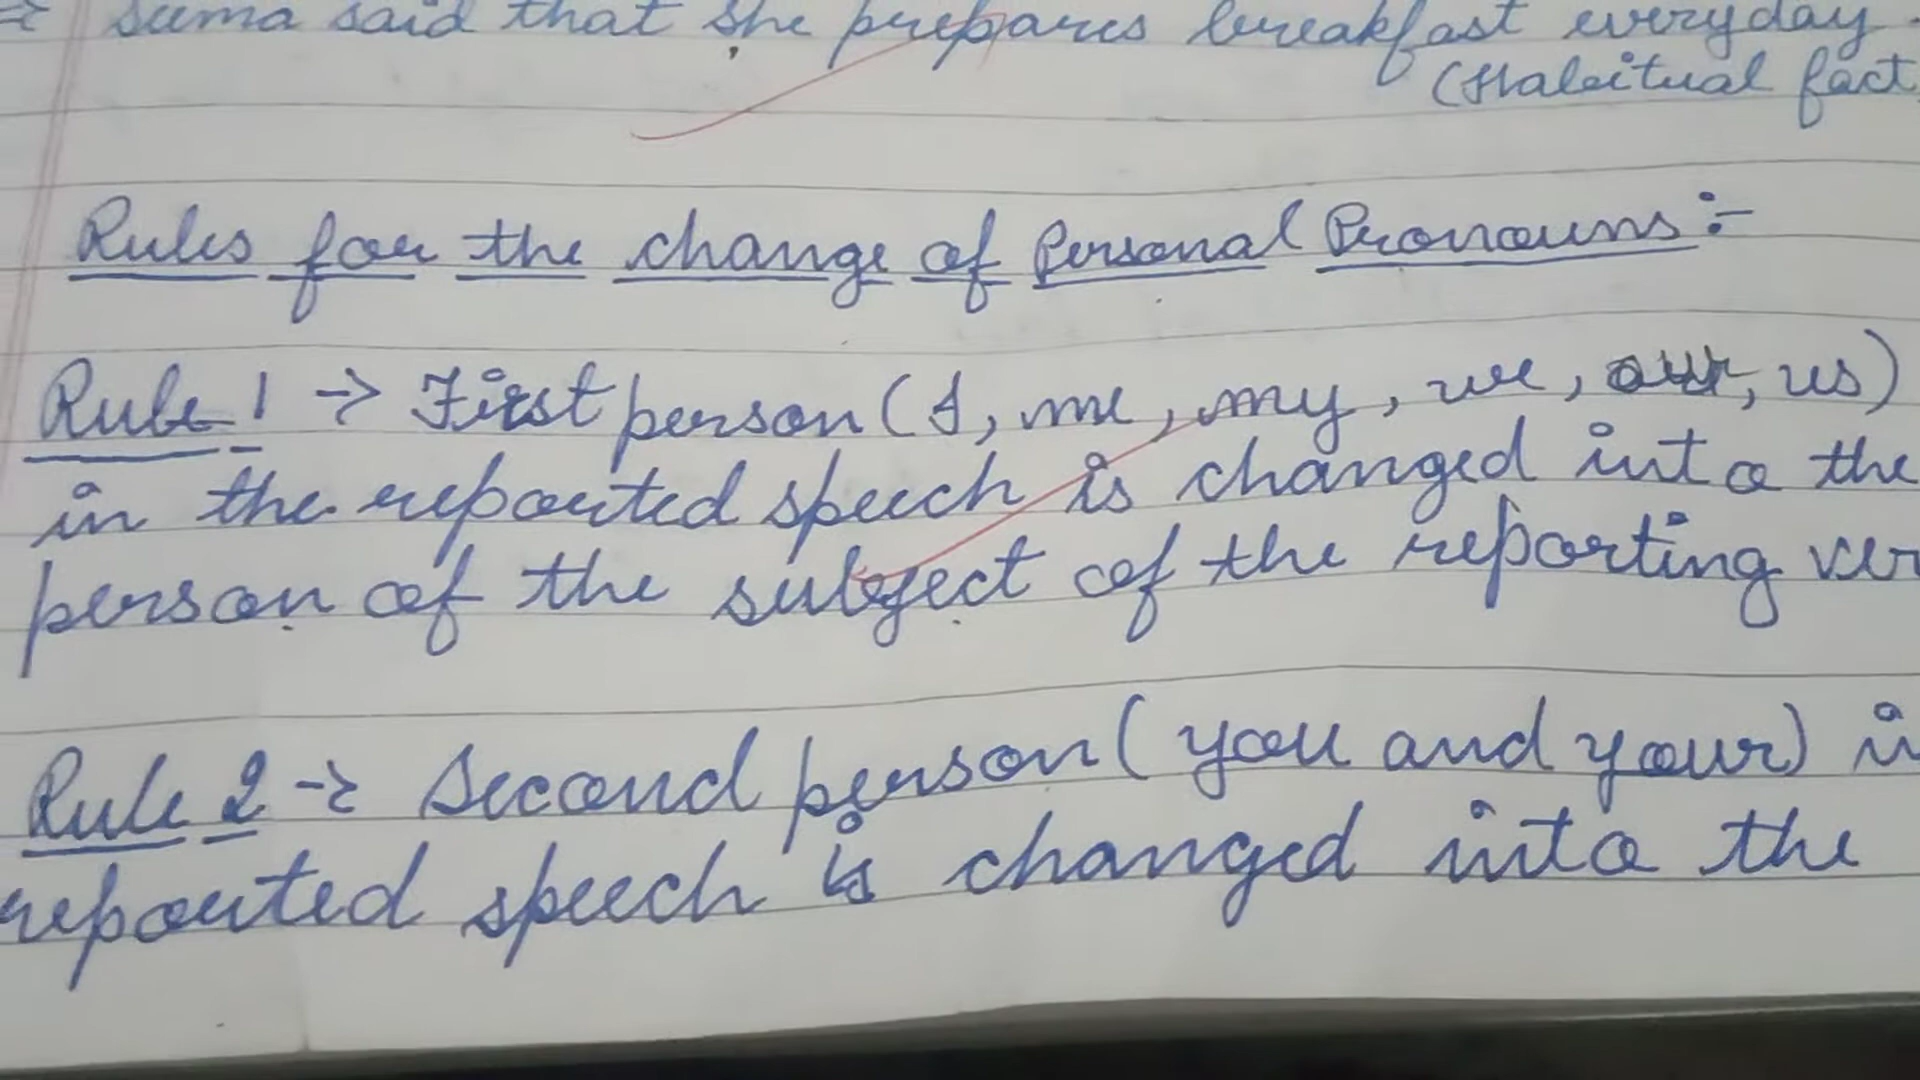 Suma said that she prepares breakfast everyday.
(Habitual fact
Rules for the change of Personal Pronouns :-
Rule 1 → First person (I, me, my, we, our, us)
in the reported speech is changed into the
person of the subject of the reporting ver
Rule 2 → Second person (you and your) i
reported speech is changed into the